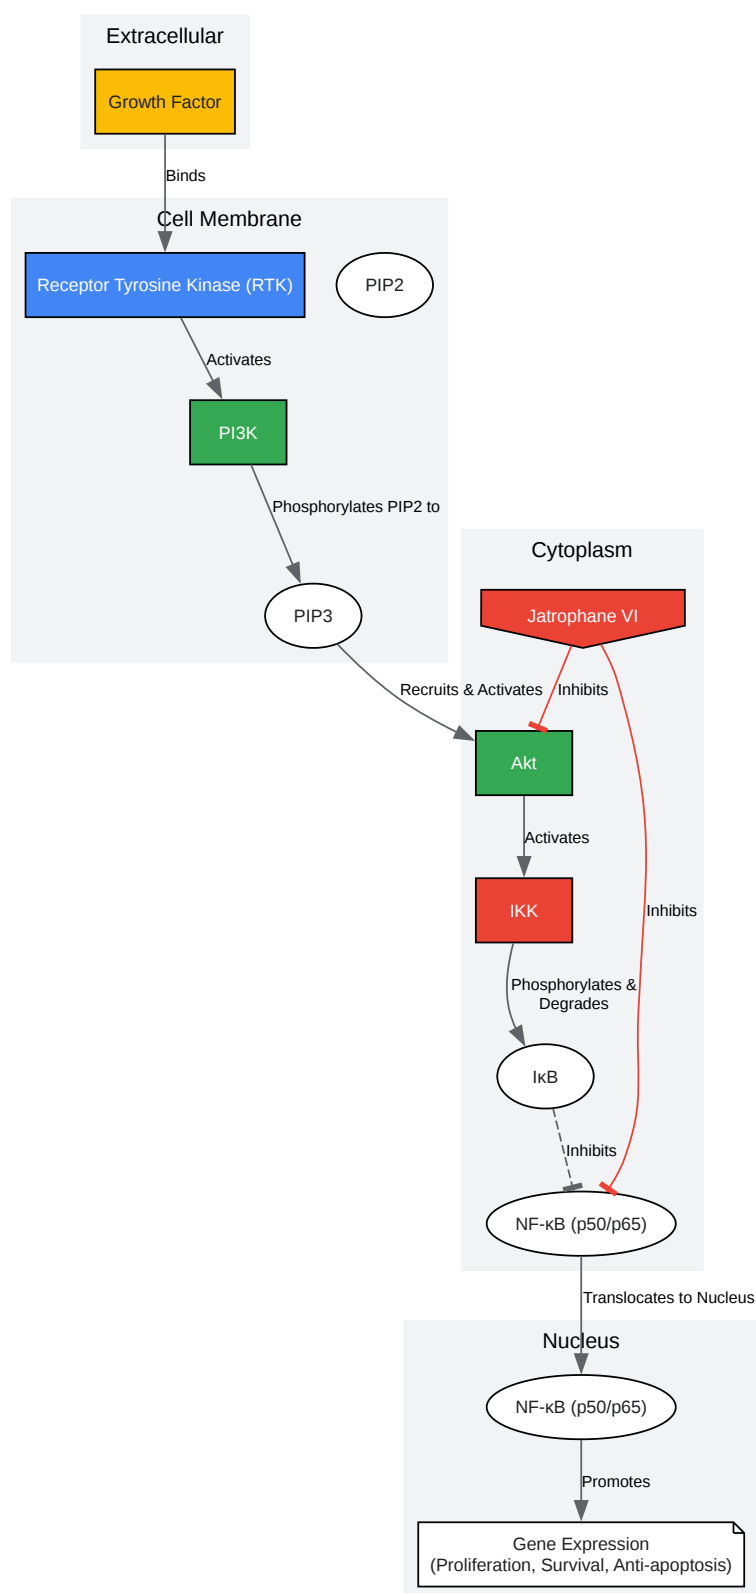 Extracellular
Growth Factor
Binds
Cell Membrane
Receptor Tyrosine Kinase (RTK)
PIP2
Activates
PI3K
Phosphorylates PIP2 to
PIP3
Cytoplasm
Jatrophane VI
Recruits & Activates
Inhibits
Akt
Activates
IKK
Inhibits
Phosphorylates &
Degrades
IκB
Inhibits
NF-κB (p50/p65)
Translocates to Nucleus
Nucleus
NF-κB (p50/p65)
Promotes
Gene Expression
(Proliferation, Survival, Anti-apoptosis)